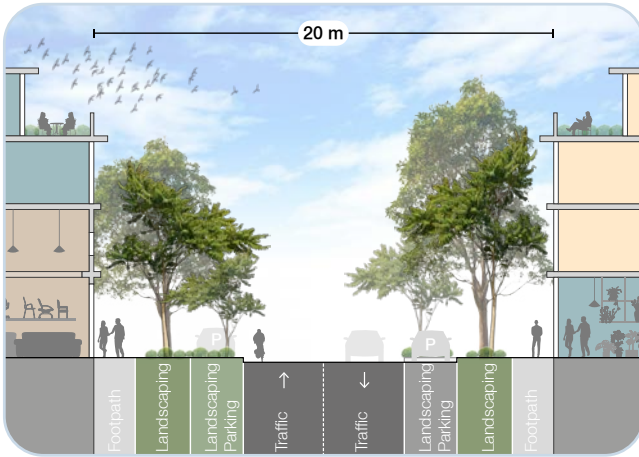 20 m
P
P
Footpath
Landscaping
Landscaping
Parking
Traffic
Traffic
Landscaping
Parking
Landscaping
Footpath